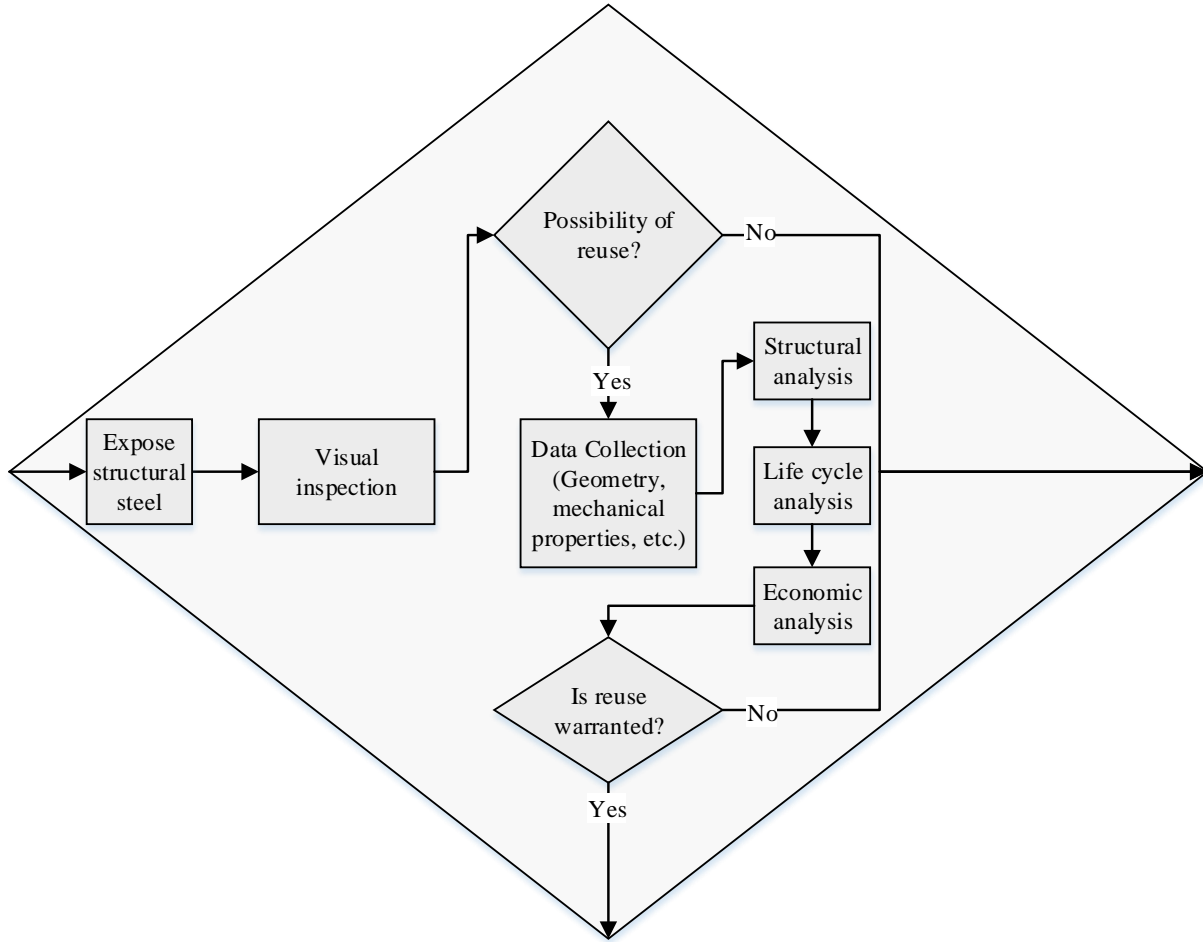 Possibility of
reuse?
No
Yes
Structural
analysis
Expose
structural
steel
Visual
inspection
Data Collection
(Geometry,
mechanical
properties, etc.)
Life cycle
analysis
Economic
analysis
Is reuse
warranted?
No
Yes